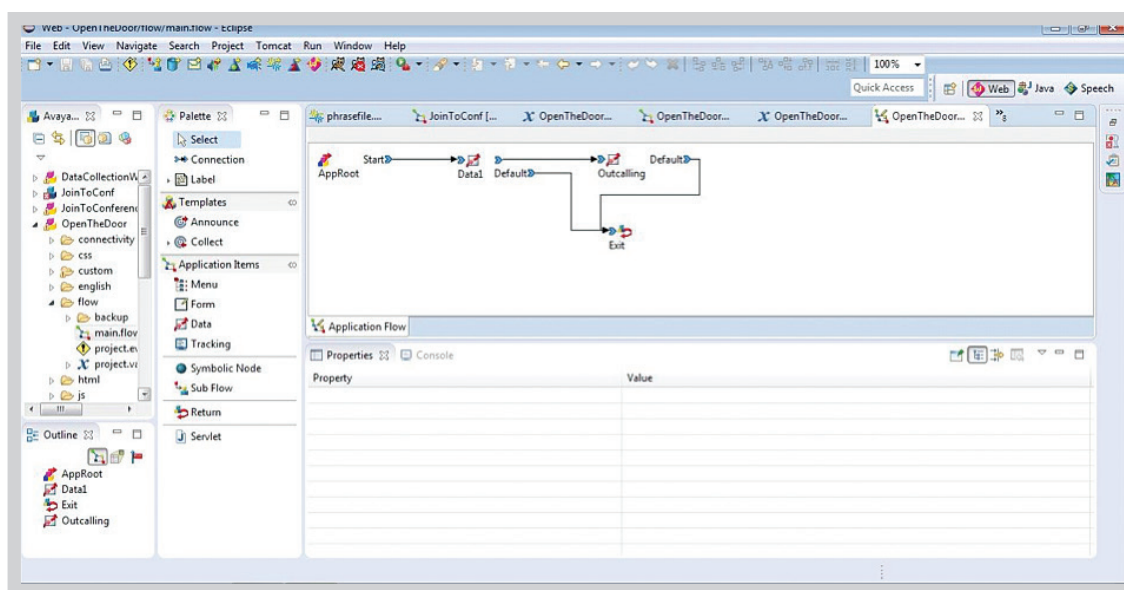 Web - OpenTheDoor/flow/main.flow - Eclipse
File Edit View Navigate Search Project Tomcat Run Window Help
100%
Quick Access Web Java Speech
Avaya...
DataCollectionW
JoinToConf
JoinToConferenc
OpenTheDoor
connectivity
css
custom
english
flow
backup
main.flow
project.ev
project.va
html
js
Outline
AppRoot
Data1
Exit
Outcalling
Palette
Select
Connection
Label
Templates
Announce
Collect
Application Items
Menu
Form
Data
Tracking
Symbolic Node
Sub Flow
Return
Servlet
phrasefile.... JoinToConf [... OpenTheDoor... OpenTheDoor... OpenTheDoor... OpenTheDoor... »8
Start Default
AppRoot Data1 Default Outcalling
Exit
Application Flow
Properties Console
Property Value